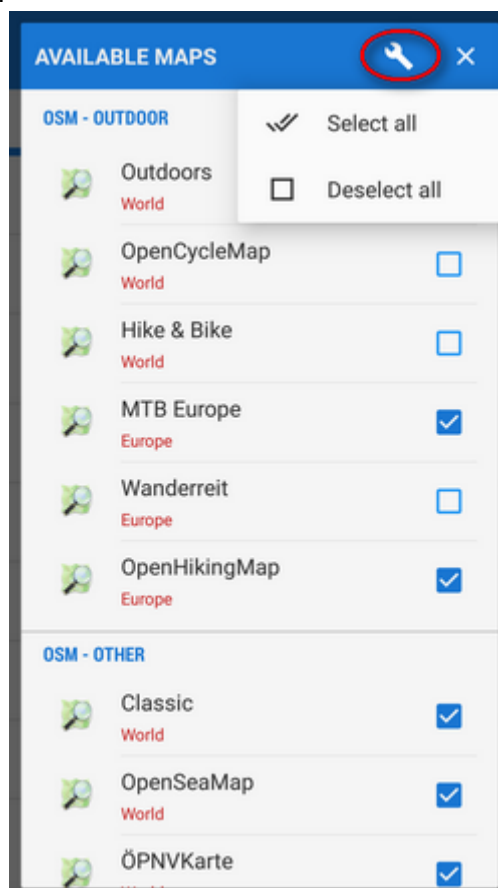 AVAILABLE MAPS
OSM - OUTDOOR
Select all
Deselect all
Outdoors
World
OpenCycleMap
World
Hike & Bike
World
MTB Europe
Europe
Wanderreit
Europe
OpenHikingMap
Europe
OSM - OTHER
Classic
World
OpenSeaMap
World
ÖPNVKarte